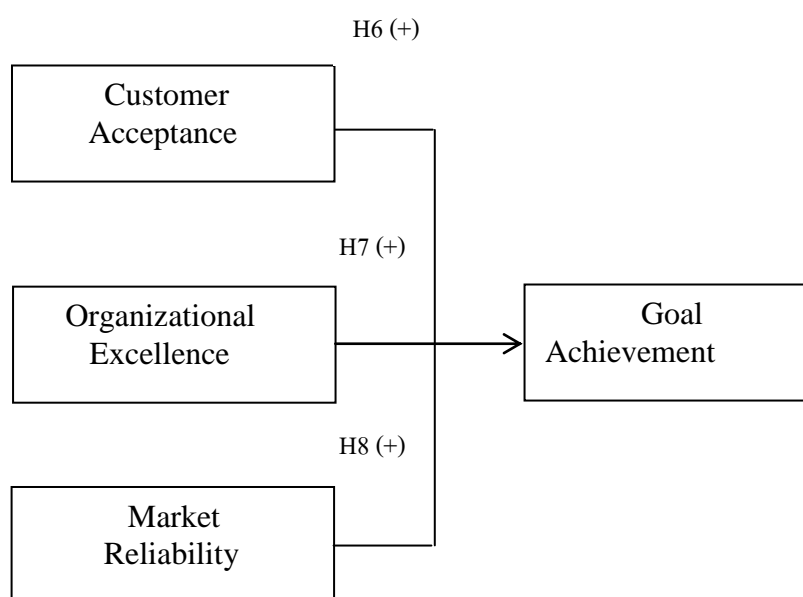 H6 (+)
Customer
Acceptance
H7 (+)
Organizational
Excellence
Goal
Achievement
H8 (+)
Market
Reliability